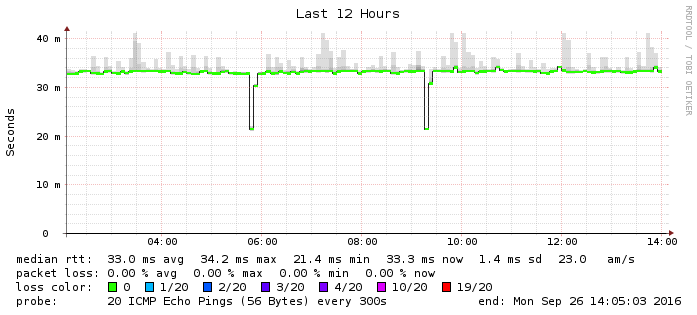 Last 12 Hours
RRDTOOL / TOBI OETIKER
Seconds
40 m
30 m
20 m
10 m
0
04:00 06:00 08:00 10:00 12:00 14:00
median rtt: 33.0 ms avg 34.2 ms max 21.4 ms min 33.3 ms now 1.4 ms sd 23.0 am/s
packet loss: 0.00 % avg 0.00 % max 0.00 % min 0.00 % now
loss color: 0 1/20 2/20 3/20 4/20 10/20 19/20
probe: 20 ICMP Echo Pings (56 Bytes) every 300s end: Mon Sep 26 14:05:03 2016